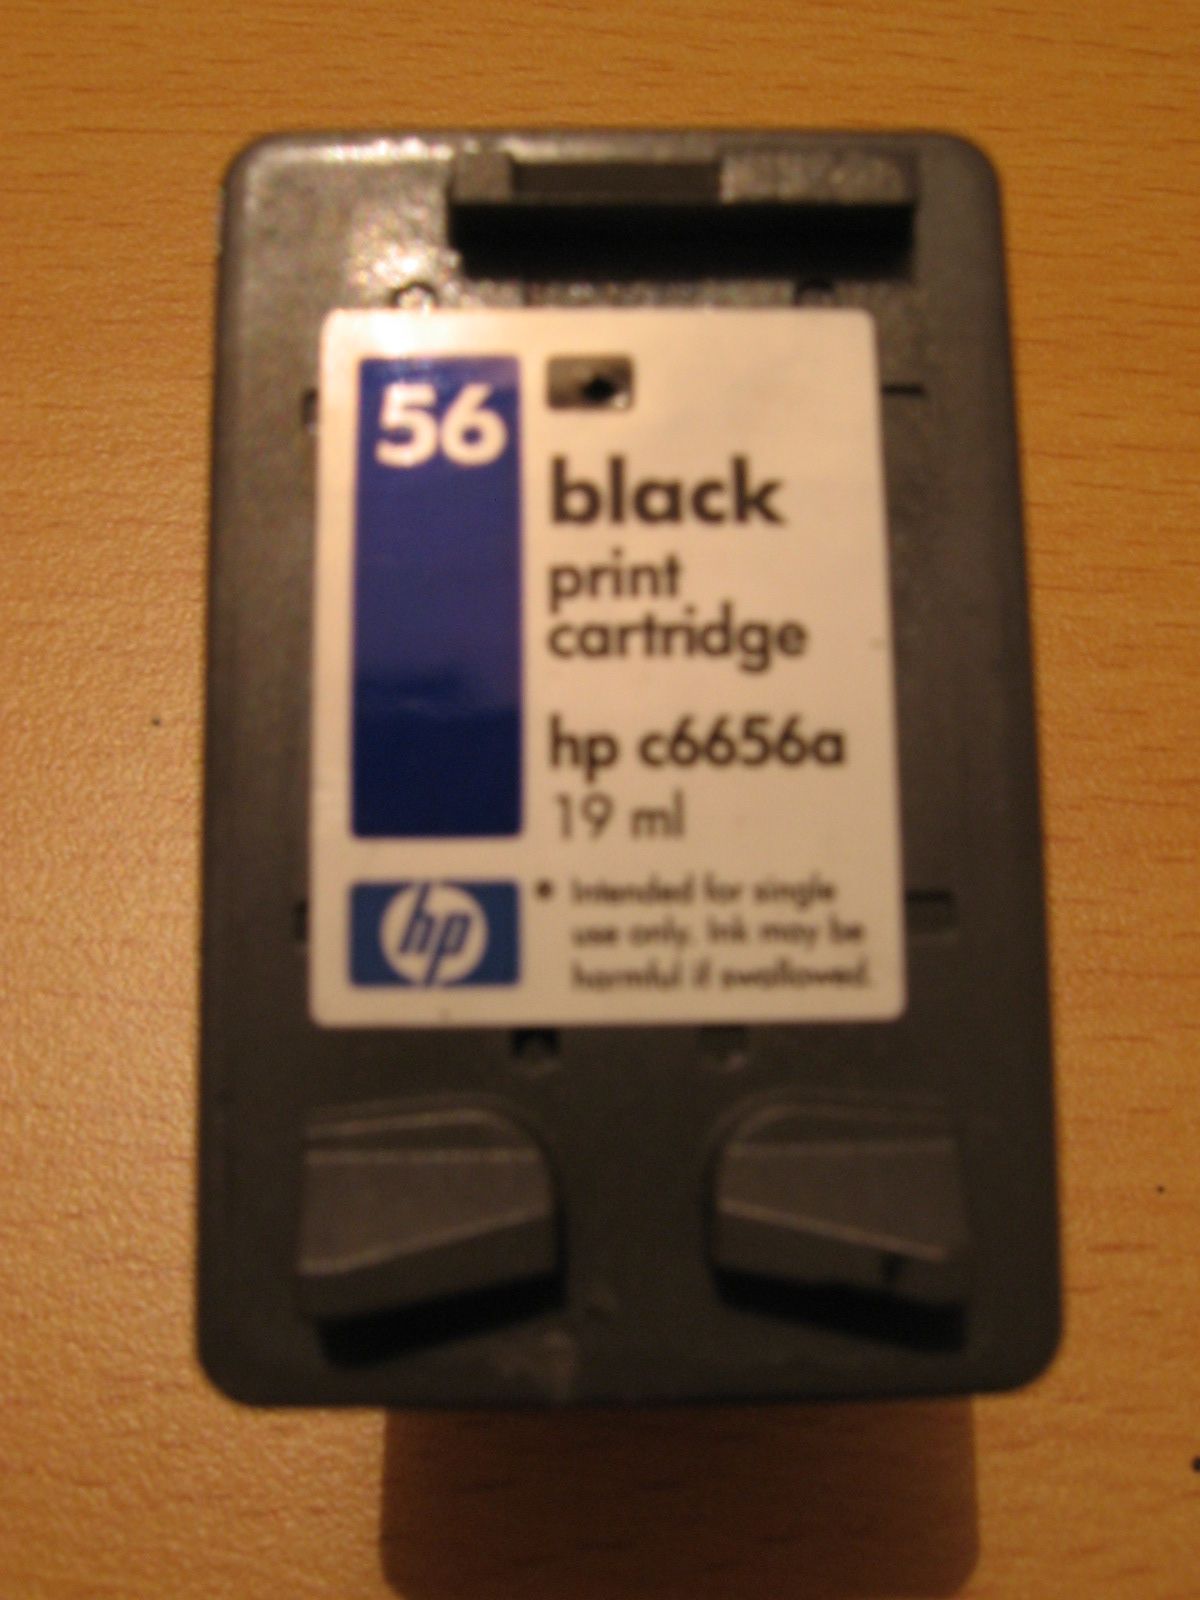 56
black
print
cartridge
hp c6656a
19 ml
hp
• Intended for single
use only. Ink may be
harmful if swallowed.